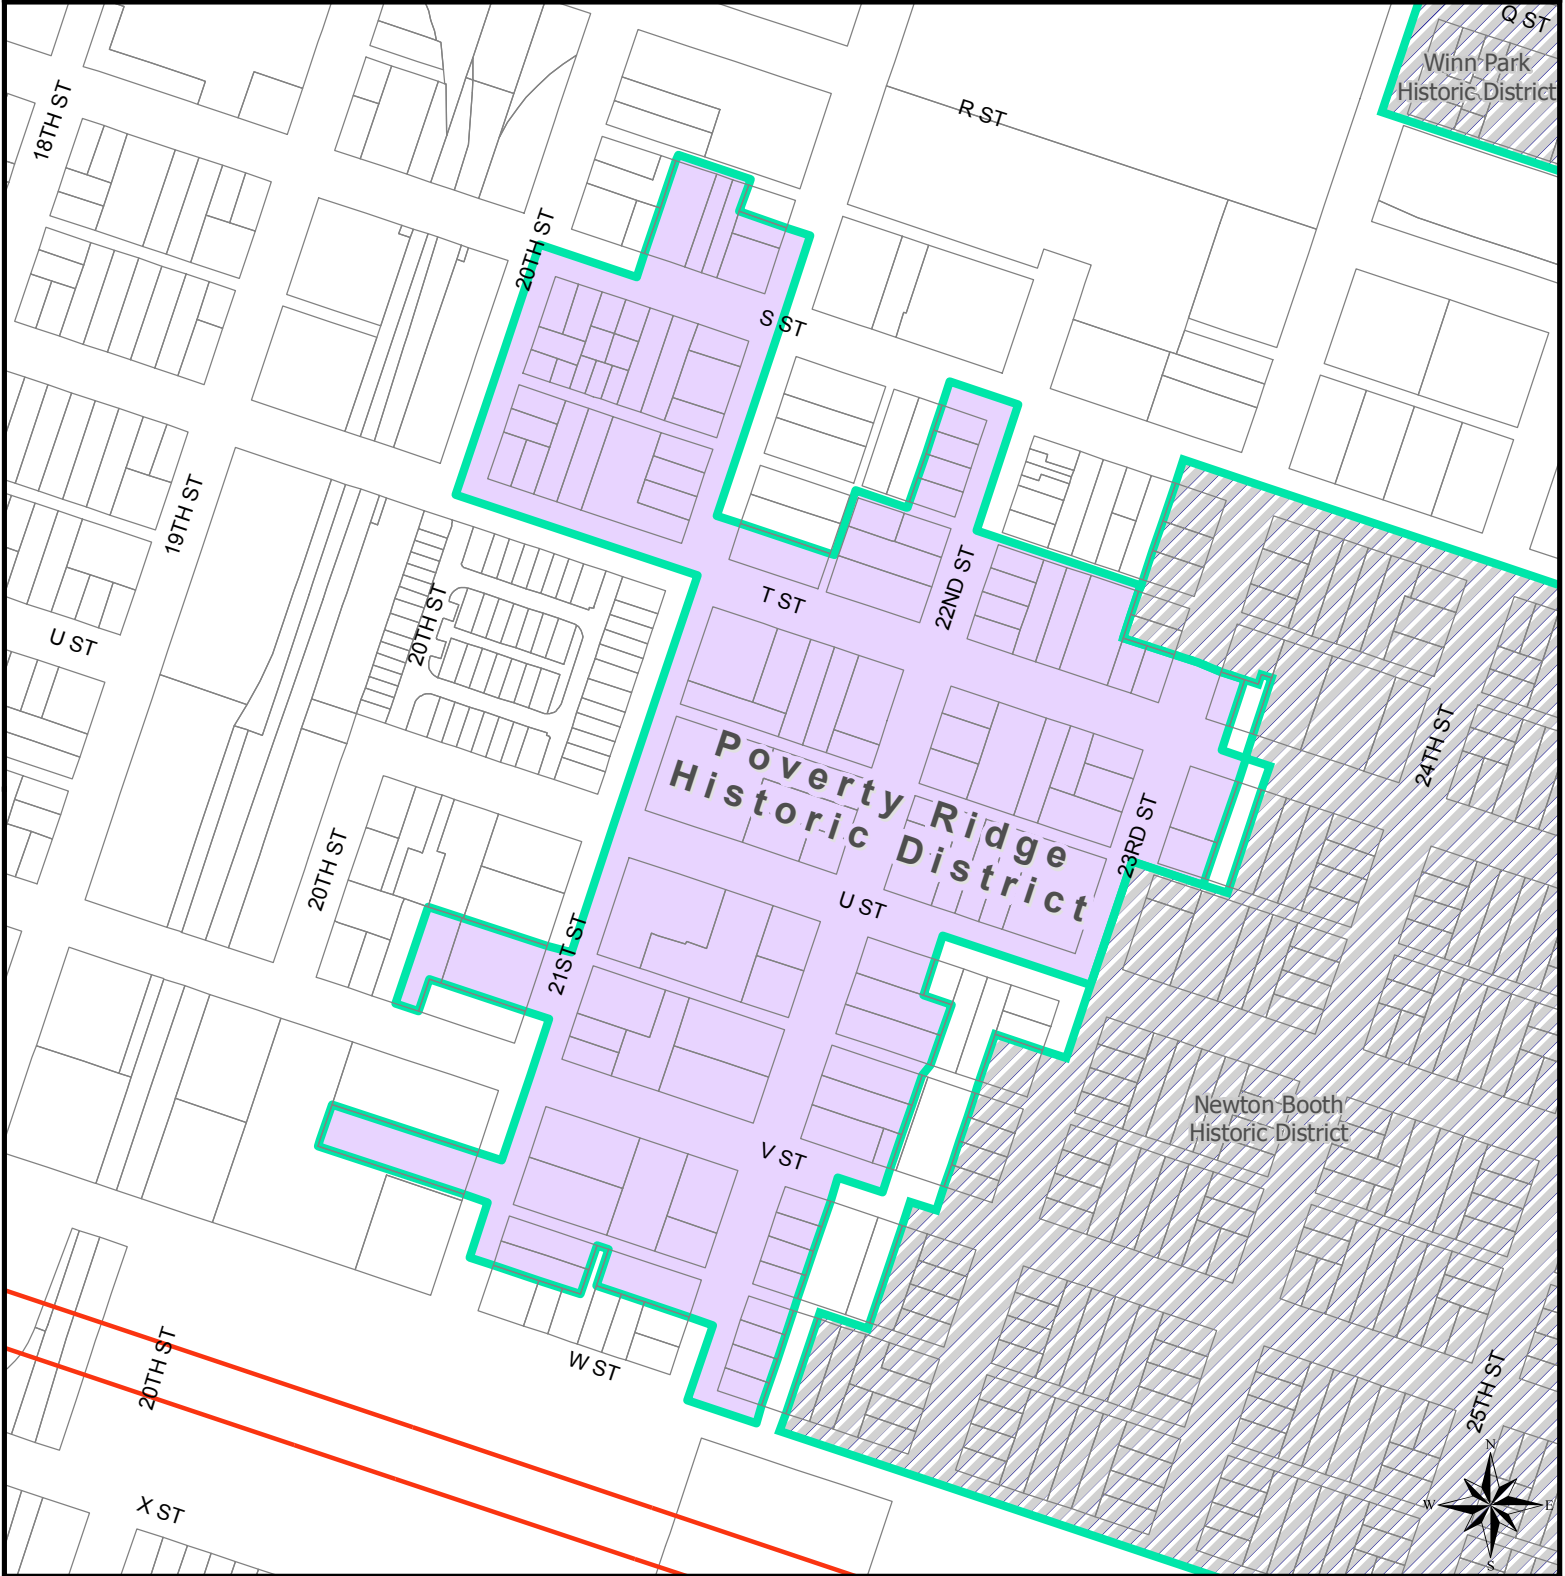 Q ST
Winn Park
Historic District
R ST
18TH ST
20TH ST
S ST
19TH ST
22ND ST
20TH ST
T ST
U ST
24TH ST
Poverty Ridge
Historic District
23RD ST
20TH ST
U ST
21ST ST
Newton Booth
Historic District
V ST
W ST
20TH ST
25TH ST
X ST
N
W
E
S